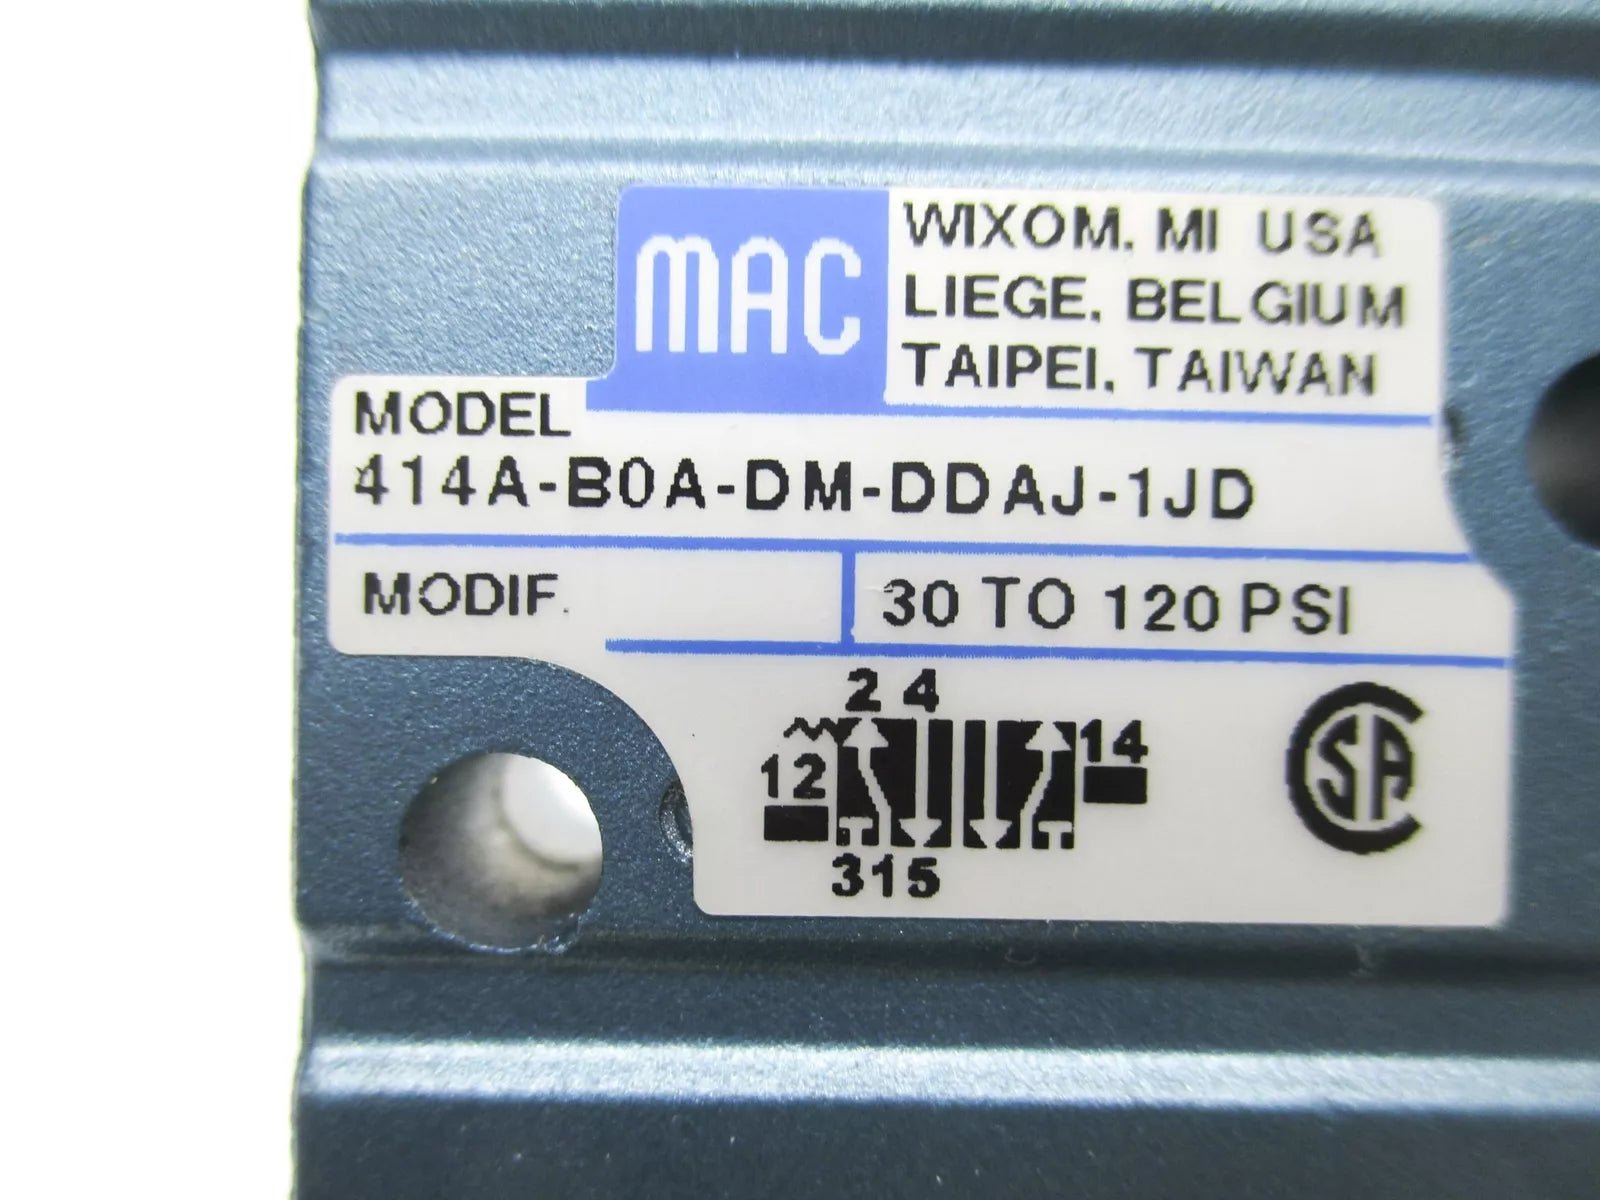 MAC
WIXOM, MI USA
LIEGE, BELGIUM
TAIPEI, TAIWAN
MODEL
414A-B0A-DM-DDAJ-1JD
MODIF.
30 TO 120 PSI
2 4
12
14
315
CSA